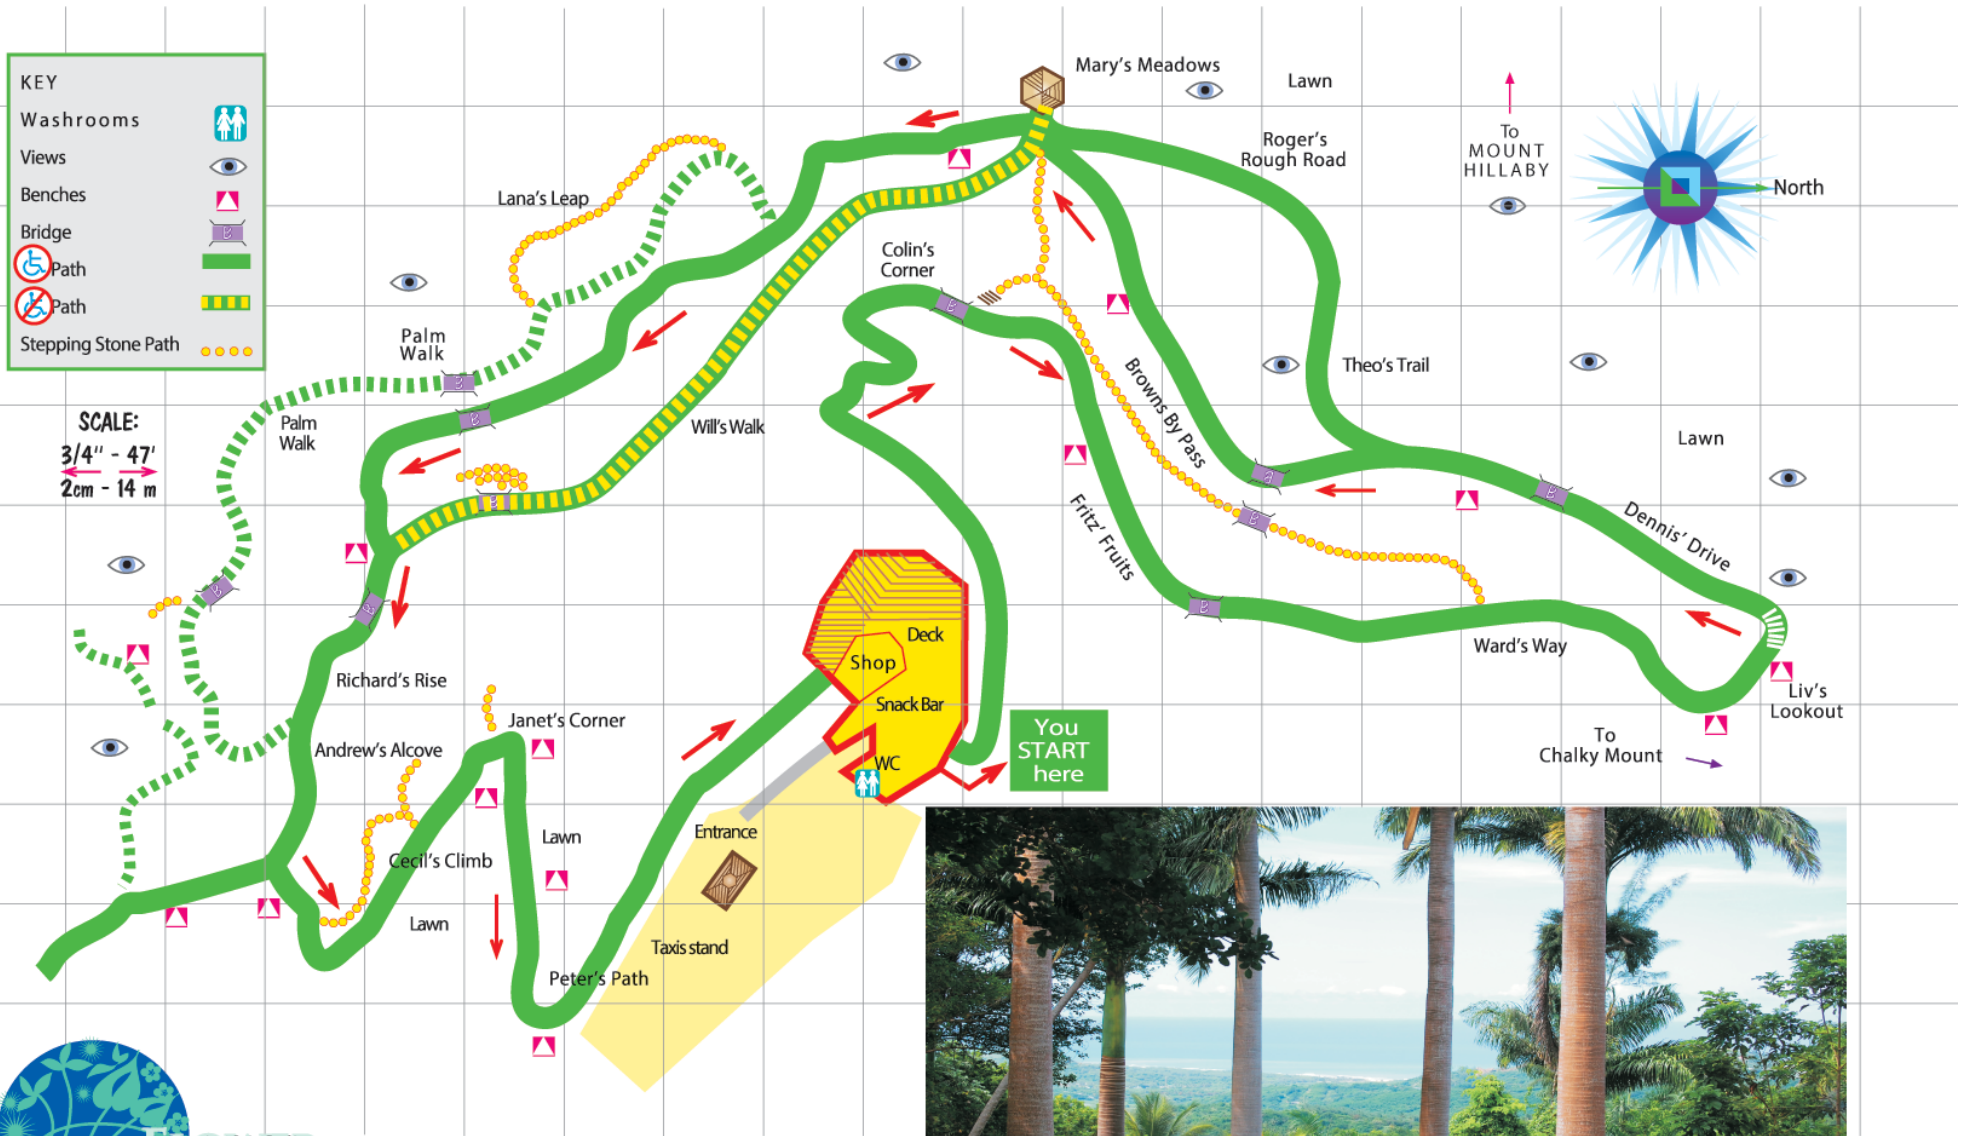 KEY
Washrooms
Views
Benches
Bridge
Path
Path
Stepping Stone Path
SCALE:
3/4" - 47'
2cm - 14 m
Mary's Meadows
Lawn
Roger's
Rough Road
To
MOUNT
HILLABY
North
Lana's Leap
Colin's
Corner
Palm
Walk
Palm
Walk
Will's Walk
Browns By Pass
Theo's Trail
Lawn
Fritz' Fruits
Dennis' Drive
Ward's Way
Liv's
Lookout
To
Chalky Mount
Deck
Shop
Snack Bar
WC
You
START
here
Richard's Rise
Janet's Corner
Andrew's Alcove
Cecil's Climb
Lawn
Lawn
Entrance
Taxis stand
Peter's Path
B
B
B
B
B
B
B
a
B
B
B